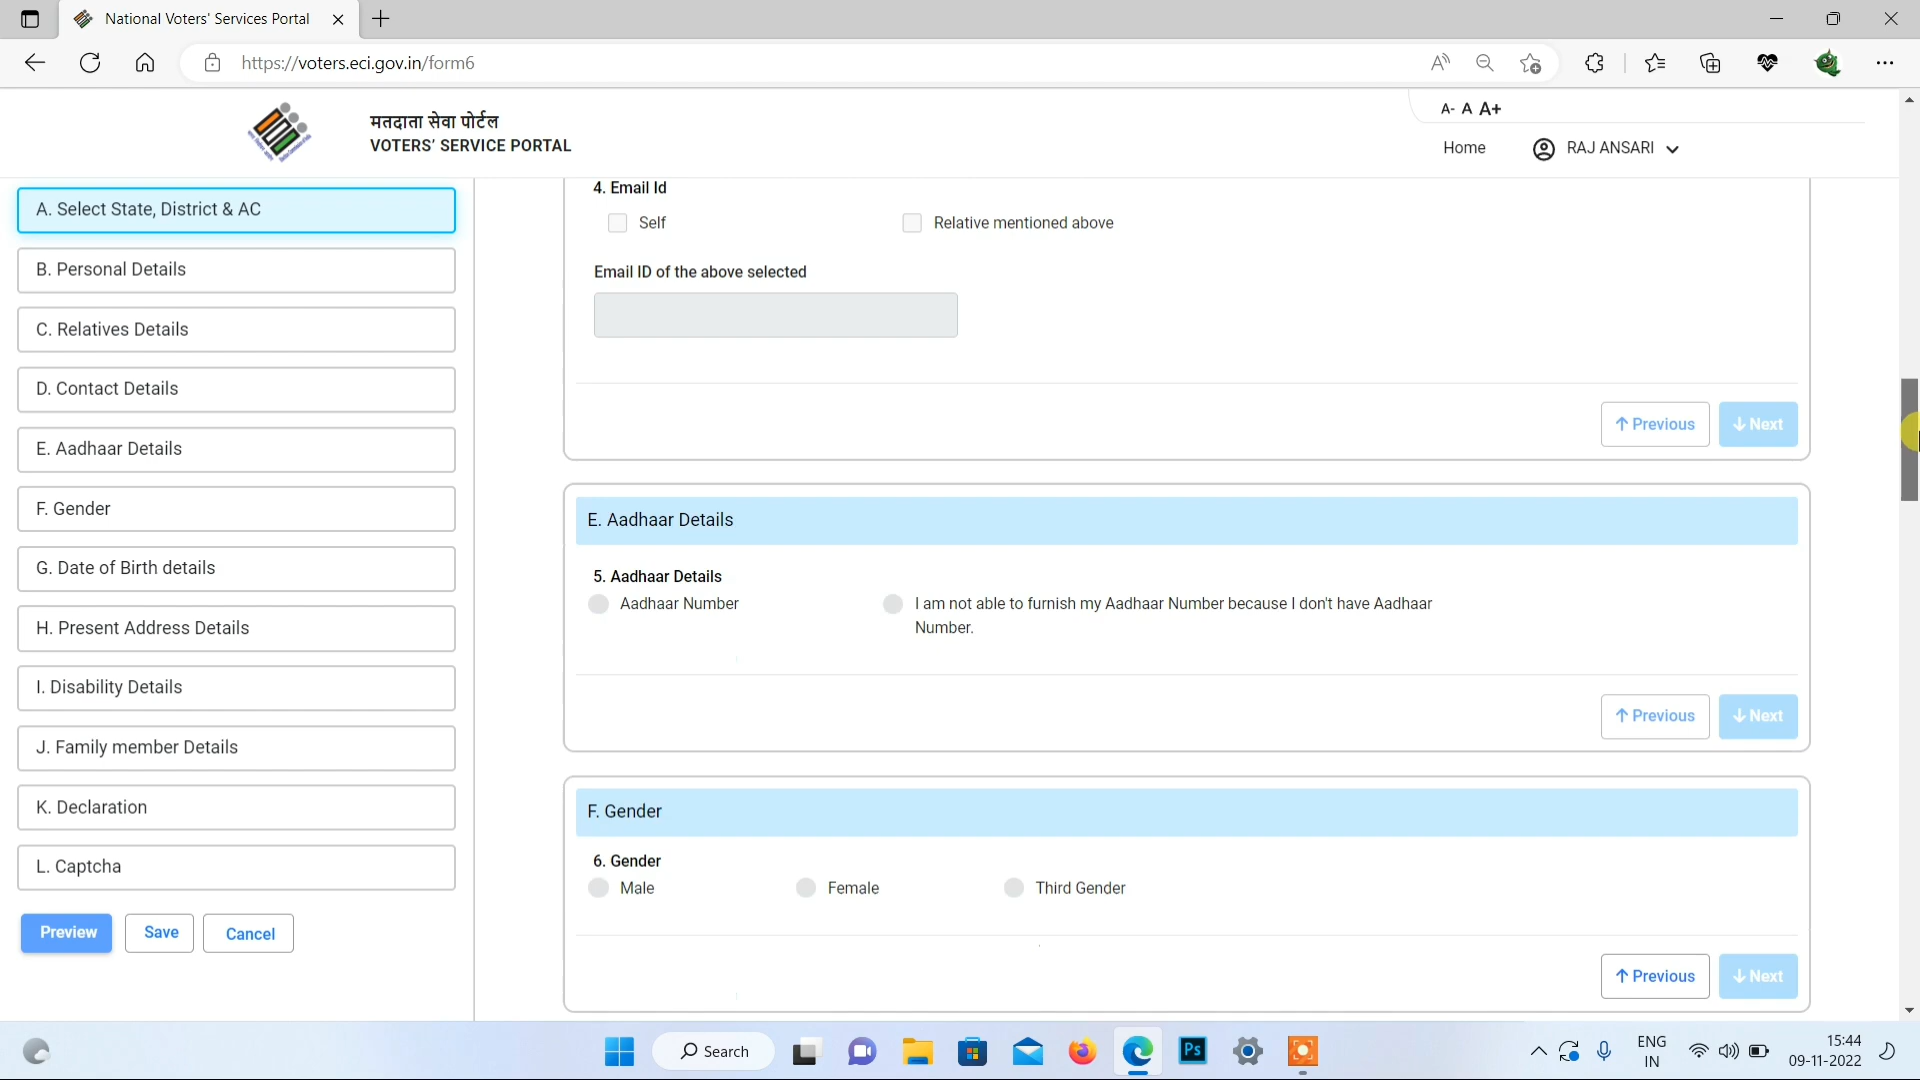 National Voters' Services Portal
https://voters.eci.gov.in/form6
मतदाता सेवा पोर्टल
VOTERS' SERVICE PORTAL
A- A A+
Home
RAJ ANSARI
A. Select State, District & AC
B. Personal Details
C. Relatives Details
D. Contact Details
E. Aadhaar Details
F. Gender
G. Date of Birth details
H. Present Address Details
I. Disability Details
J. Family member Details
K. Declaration
L. Captcha
Preview
Save
Cancel
4. Email Id
Self
Relative mentioned above
Email ID of the above selected
Previous
Next
E. Aadhaar Details
5. Aadhaar Details
Aadhaar Number
I am not able to furnish my Aadhaar Number because I don't have Aadhaar
Number.
Previous
Next
F. Gender
6. Gender
Male
Female
Third Gender
Previous
Next
Search
Ps
ENG
IN
15:44
09-11-2022